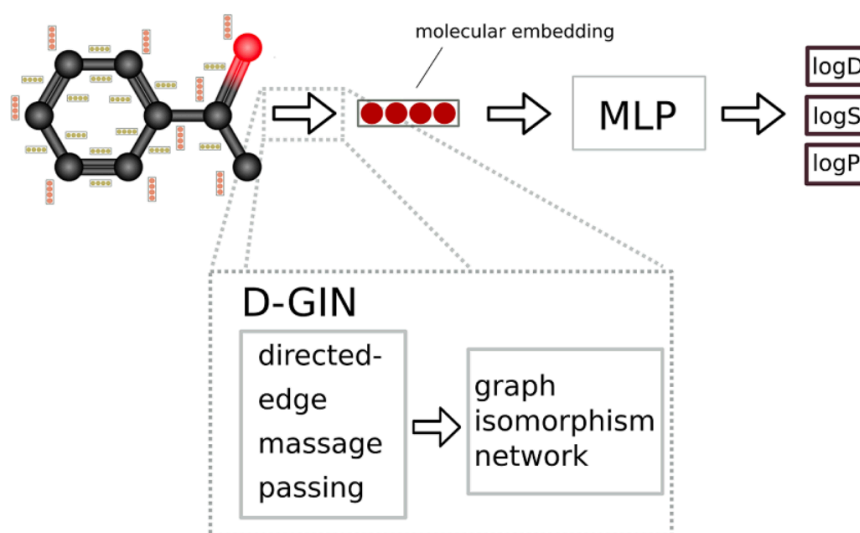 molecular embedding
MLP
logD
logS
logP
D-GIN
directed-
edge
massage
passing
graph
isomorphism
network